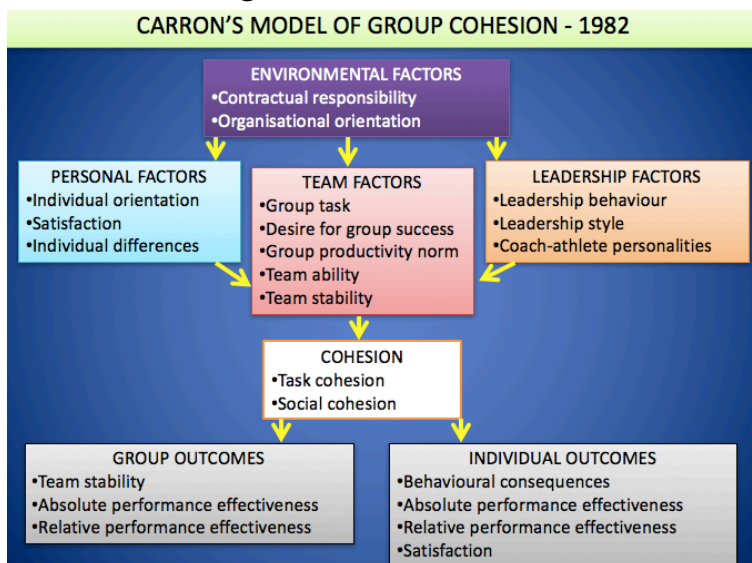 CARRON'S MODEL OF GROUP COHESION - 1982
ENVIRONMENTAL FACTORS
•Contractual responsibility
•Organisational orientation
PERSONAL FACTORS
•Individual orientation
•Satisfaction
•Individual differences
TEAM FACTORS
•Group task
•Desire for group success
•Group productivity norm
•Team ability
•Team stability
LEADERSHIP FACTORS
•Leadership behaviour
•Leadership style
•Coach-athlete personalities
COHESION
•Task cohesion
•Social cohesion
GROUP OUTCOMES
•Team stability
•Absolute performance effectiveness
•Relative performance effectiveness
INDIVIDUAL OUTCOMES
•Behavioural consequences
•Absolute performance effectiveness
•Relative performance effectiveness
•Satisfaction